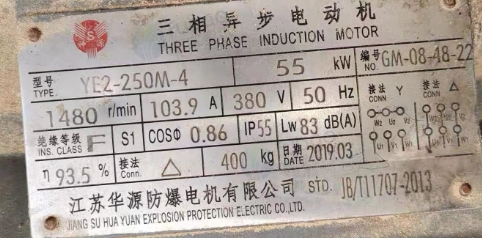 三相异步电动机
THREE PHASE INDUCTION MOTOR
型号 TYPE. YE2-250M-4 55 kW 编号 NO GM-08-48-22
1480 r/min 103.9 A 380 V 50 Hz 接法 CONN Y 接法 CONN △
绝缘等级 INS. CLASS F S1 COSΦ 0.86 IP55 Lw 83 dB(A)
η 93.5 % 接法 Conn. △ 400 kg 日期 DATE 2019.03
江苏华源防爆电机有限公司 STD. JB/T11707-2013
JIANG SU HUA YUAN EXPLOSION PROTECTION ELECTRIC CO.,LTD.